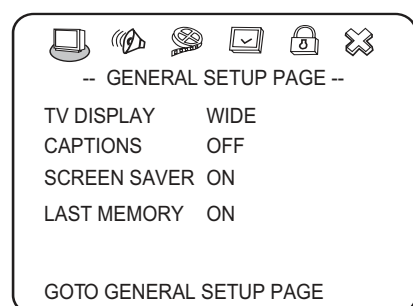 -- GENERAL SETUP PAGE --
TV DISPLAY WIDE
CAPTIONS OFF
SCREEN SAVER ON
LAST MEMORY ON
GOTO GENERAL SETUP PAGE